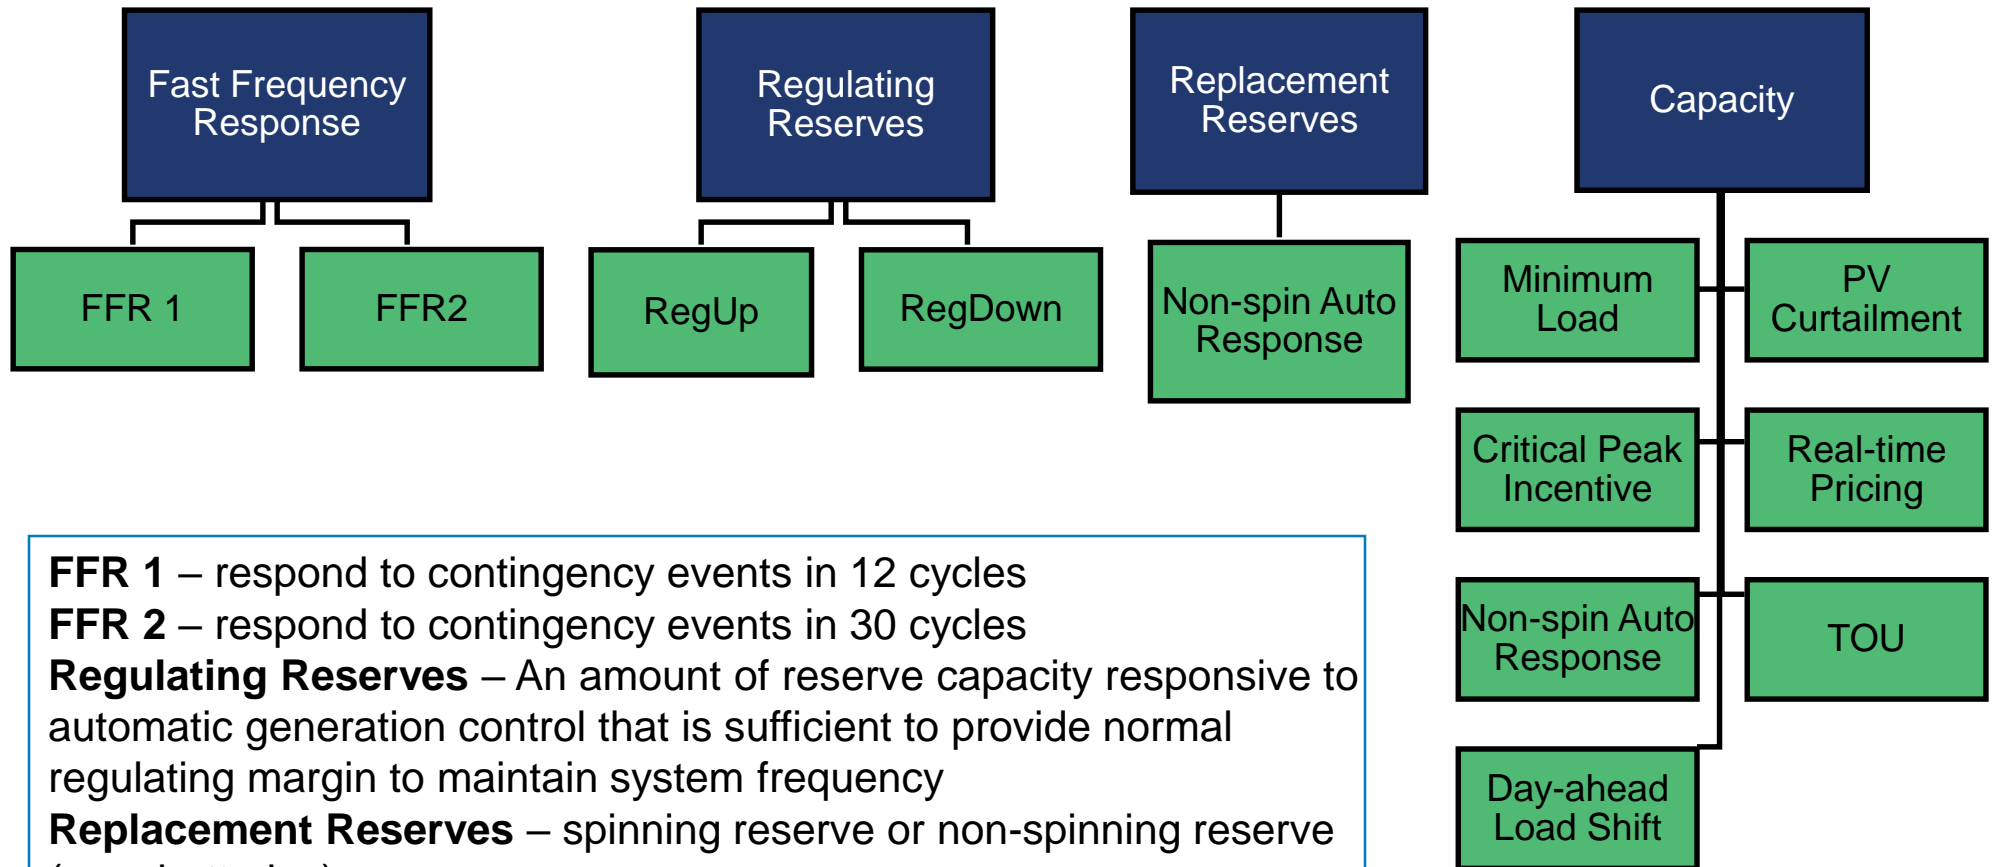 Fast Frequency
Response
Regulating
Reserves
Replacement
Reserves
Capacity
FFR 1
FFR2
RegUp
RegDown
Non-spin Auto
Response
Minimum
Load
PV
Curtailment
Critical Peak
Incentive
Real-time
Pricing
Non-spin Auto
Response
TOU
Day-ahead
Load Shift
FFR 1 – respond to contingency events in 12 cycles
FFR 2 – respond to contingency events in 30 cycles
Regulating Reserves – An amount of reserve capacity responsive to
automatic generation control that is sufficient to provide normal
regulating margin to maintain system frequency
Replacement Reserves – spinning reserve or non-spinning reserve